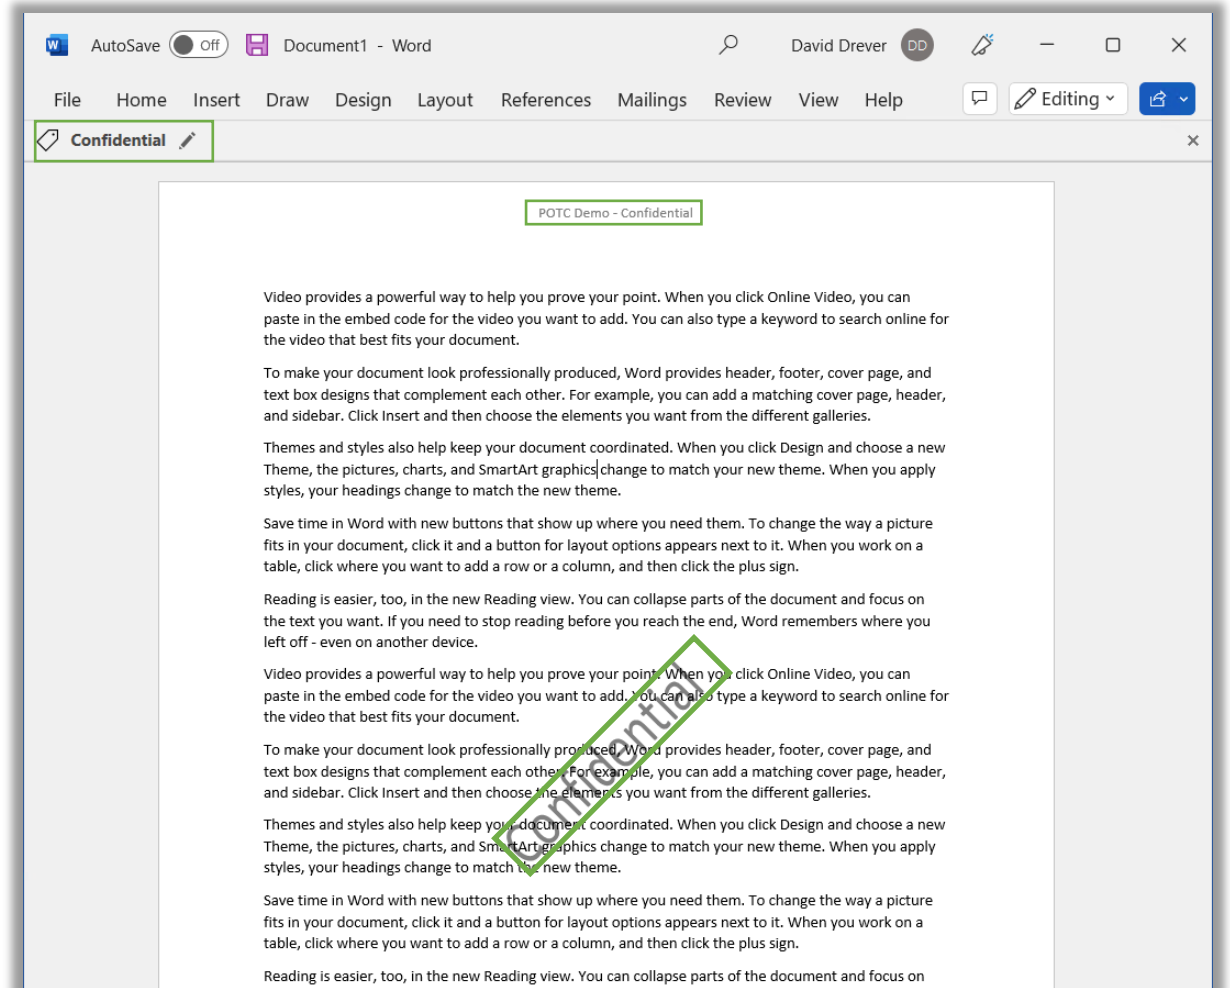 AutoSave Off Document1 - Word David Drever DD
File Home Insert Draw Design Layout References Mailings Review View Help Editing
Confidential
POTC Demo - Confidential
Video provides a powerful way to help you prove your point. When you click Online Video, you can
paste in the embed code for the video you want to add. You can also type a keyword to search online for
the video that best fits your document.
To make your document look professionally produced, Word provides header, footer, cover page, and
text box designs that complement each other. For example, you can add a matching cover page, header,
and sidebar. Click Insert and then choose the elements you want from the different galleries.
Themes and styles also help keep your document coordinated. When you click Design and choose a new
Theme, the pictures, charts, and SmartArt graphics change to match your new theme. When you apply
styles, your headings change to match the new theme.
Save time in Word with new buttons that show up where you need them. To change the way a picture
fits in your document, click it and a button for layout options appears next to it. When you work on a
table, click where you want to add a row or a column, and then click the plus sign.
Reading is easier, too, in the new Reading view. You can collapse parts of the document and focus on
the text you want. If you need to stop reading before you reach the end, Word remembers where you
left off - even on another device.
Video provides a powerful way to help you prove your point. When you click Online Video, you can
paste in the embed code for the video you want to add. You can also type a keyword to search online for
the video that best fits your document.
To make your document look professionally produced, Word provides header, footer, cover page, and
text box designs that complement each other. For example, you can add a matching cover page, header,
and sidebar. Click Insert and then choose the elements you want from the different galleries.
Themes and styles also help keep your document coordinated. When you click Design and choose a new
Theme, the pictures, charts, and SmartArt graphics change to match your new theme. When you apply
styles, your headings change to match the new theme.
Confidential
Save time in Word with new buttons that show up where you need them. To change the way a picture
fits in your document, click it and a button for layout options appears next to it. When you work on a
table, click where you want to add a row or a column, and then click the plus sign.
Reading is easier, too, in the new Reading view. You can collapse parts of the document and focus on